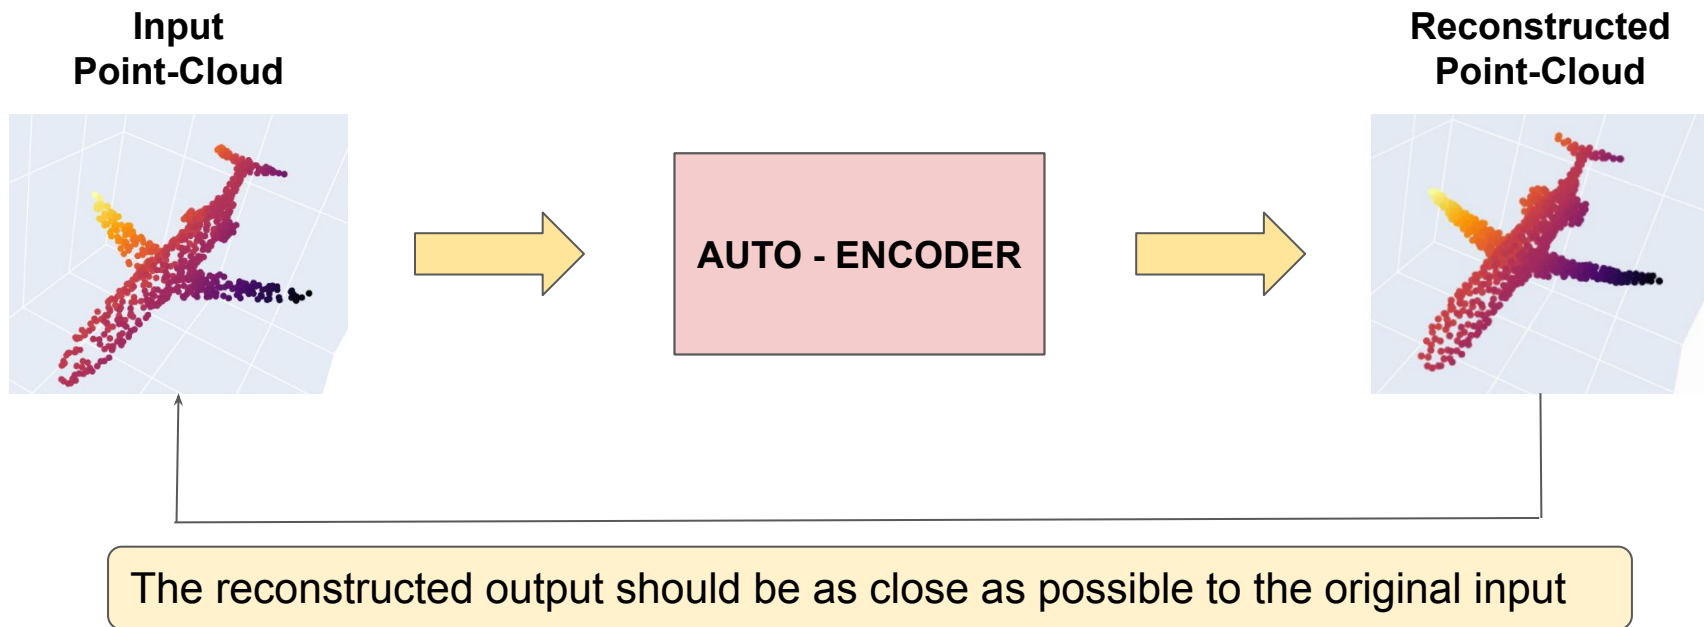 Input
Point-Cloud
Reconstructed
Point-Cloud
AUTO - ENCODER
The reconstructed output should be as close as possible to the original input